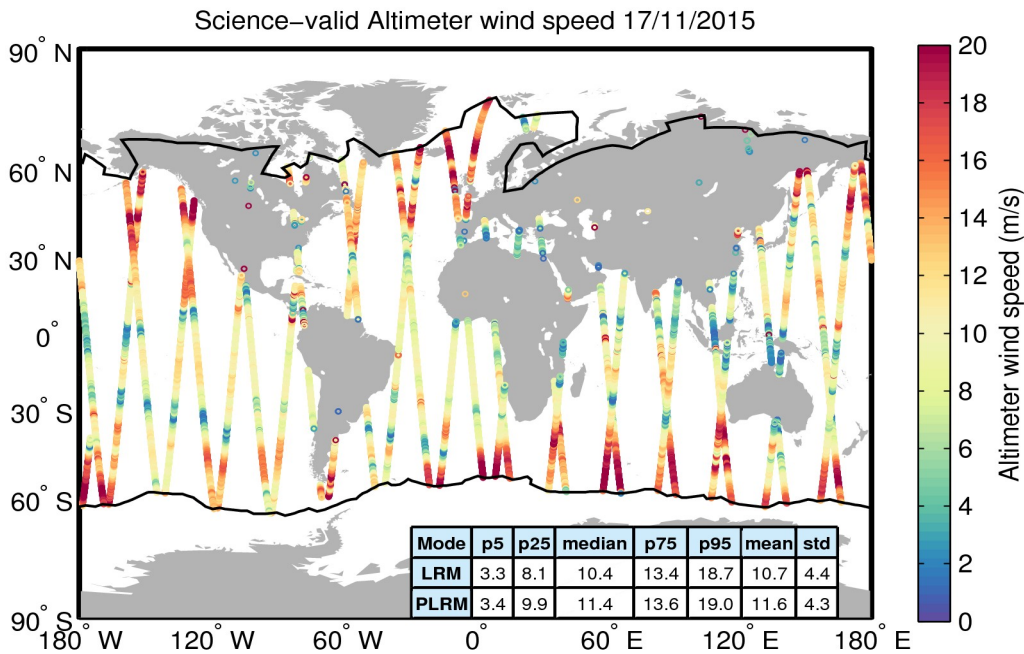 Science−valid Altimeter wind speed 17/11/2015
90° N
60° N
30° N
0°
30° S
60° S
90° S
180° W
120° W
60° W
0°
60° E
120° E
180° E
Mode p5 p25 median p75 p95 mean std
LRM 3.3 8.1 10.4 13.4 18.7 10.7 4.4
PLRM 3.4 9.9 11.4 13.6 19.0 11.6 4.3
20
18
16
14
12
10
8
6
4
2
0
Altimeter wind speed (m/s)